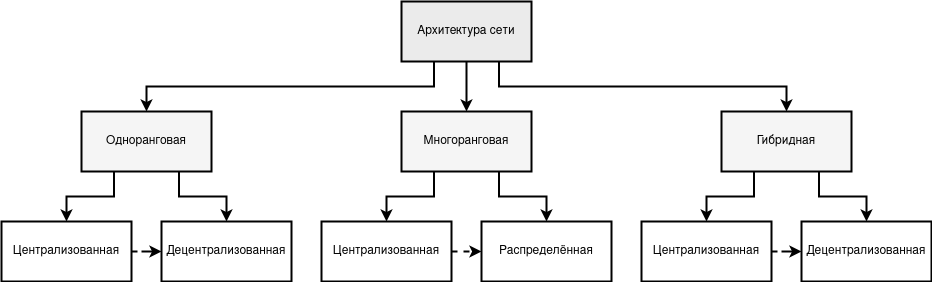 Архитектура сети
Одноранговая
Многоранговая
Гибридная
Централизованная
Децентрализованная
Централизованная
Распределённая
Централизованная
Децентрализованная